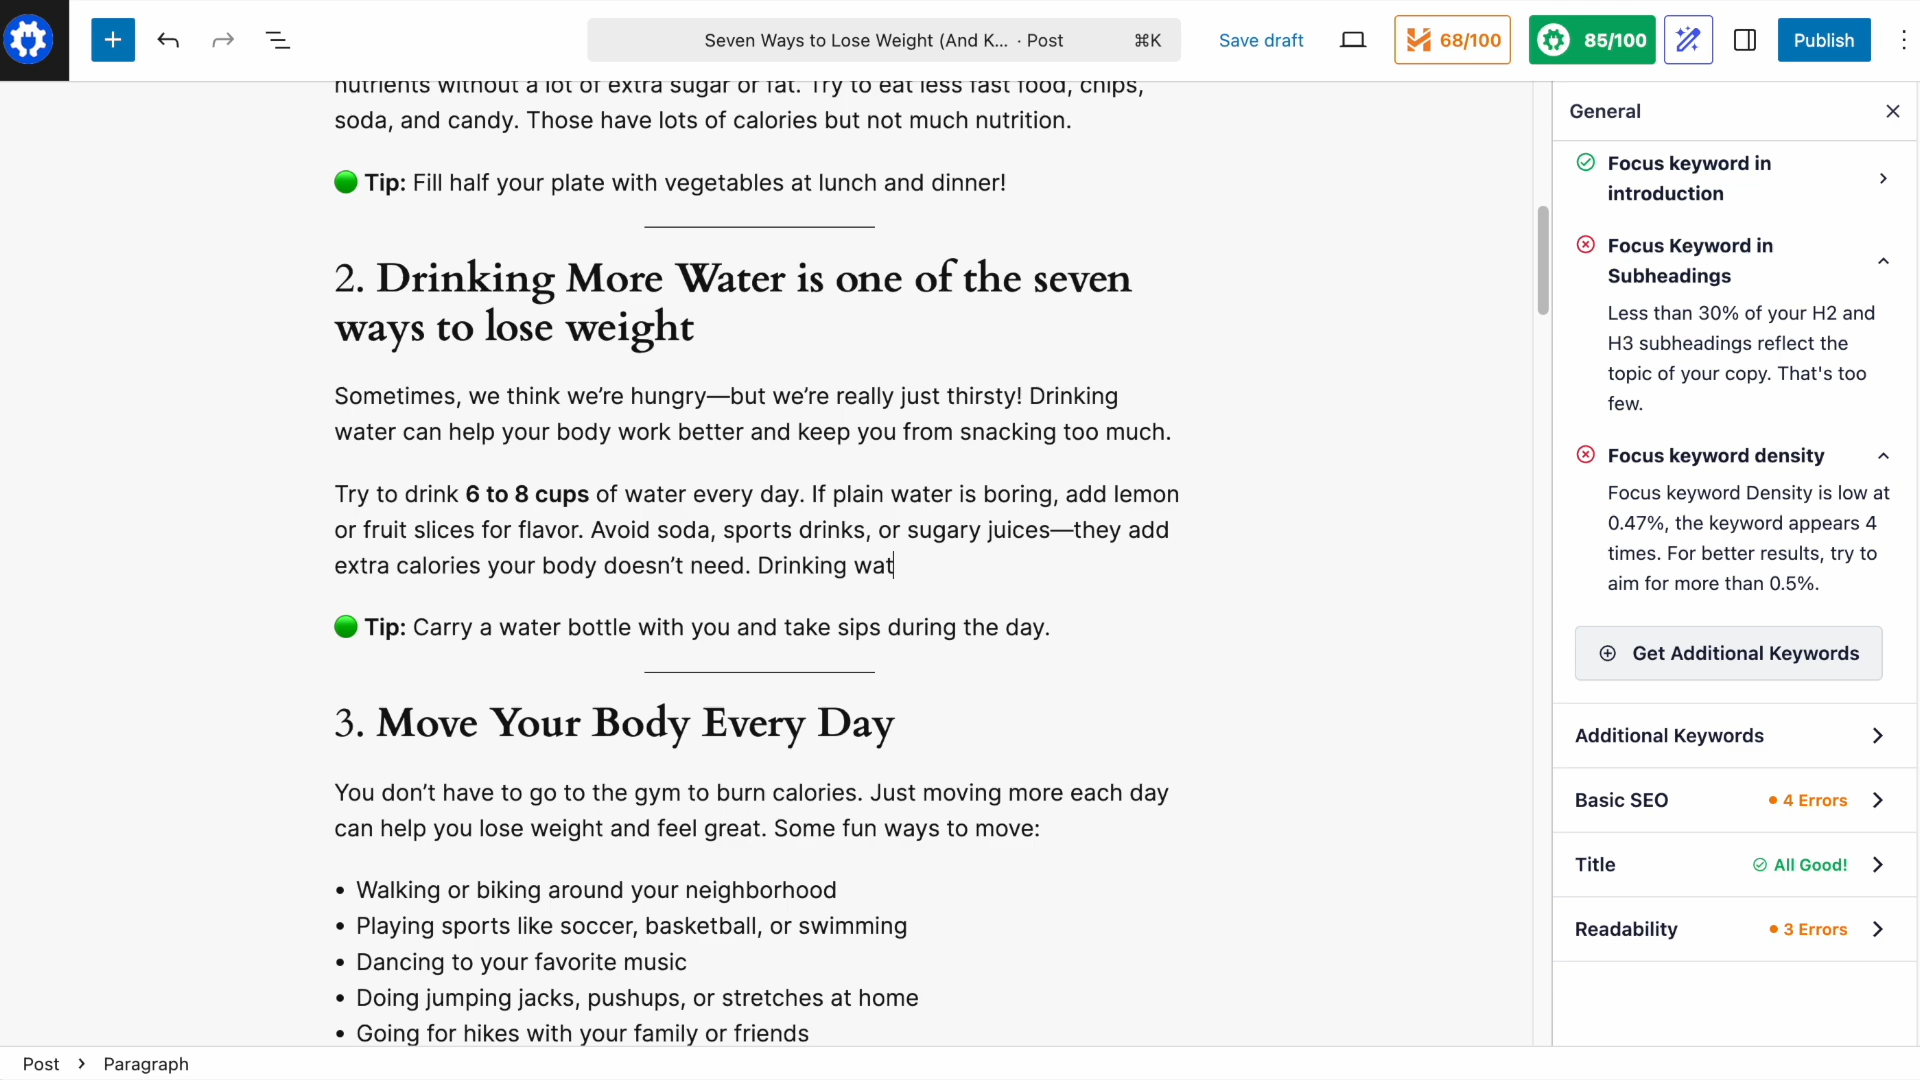 Seven Ways to Lose Weight (And K... · Post ⌘K
Save draft
68/100
85/100
Publish
nutrients without a lot of extra sugar or fat. Try to eat less fast food, chips,
soda, and candy. Those have lots of calories but not much nutrition.
Tip: Fill half your plate with vegetables at lunch and dinner!
2. Drinking More Water is one of the seven
ways to lose weight
Sometimes, we think we’re hungry—but we’re really just thirsty! Drinking
water can help your body work better and keep you from snacking too much.
Try to drink 6 to 8 cups of water every day. If plain water is boring, add lemon
or fruit slices for flavor. Avoid soda, sports drinks, or sugary juices—they add
extra calories your body doesn’t need. Drinking wat
Tip: Carry a water bottle with you and take sips during the day.
3. Move Your Body Every Day
You don’t have to go to the gym to burn calories. Just moving more each day
can help you lose weight and feel great. Some fun ways to move:
• Walking or biking around your neighborhood
• Playing sports like soccer, basketball, or swimming
• Dancing to your favorite music
• Doing jumping jacks, pushups, or stretches at home
• Going for hikes with your family or friends
General
Focus keyword in
introduction
Focus Keyword in
Subheadings
Less than 30% of your H2 and
H3 subheadings reflect the
topic of your copy. That's too
few.
Focus keyword density
Focus keyword Density is low at
0.47%, the keyword appears 4
times. For better results, try to
aim for more than 0.5%.
Get Additional Keywords
Additional Keywords
Basic SEO • 4 Errors
Title All Good!
Readability • 3 Errors
Post > Paragraph